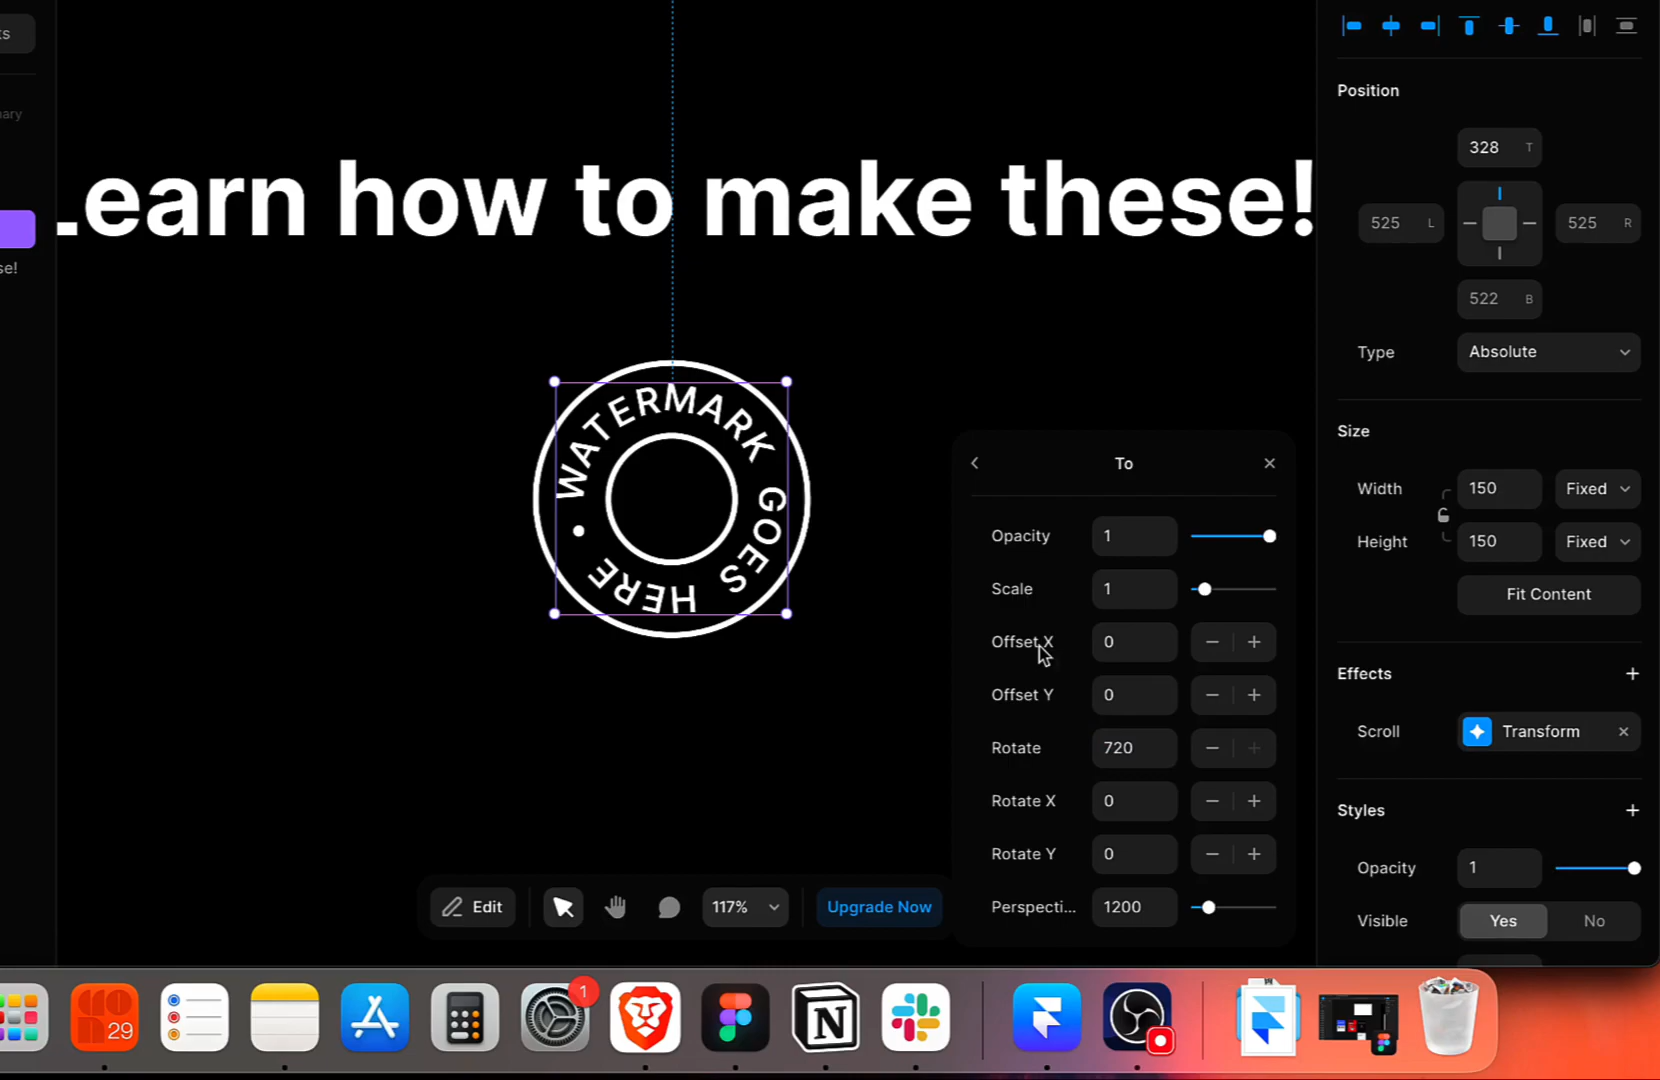 ts
Position
328 T
525 L
525 R
522 B
Type
Absolute
Size
Width
150
Fixed
Height
150
Fixed
Fit Content
Effects
Scroll
Transform
Styles
Opacity
1
Visible
Yes
No
earn how to make these!
se!
WATERMARK GOES HERE •
To
Opacity
1
Scale
1
Offset X
0
Offset Y
0
Rotate
720
Rotate X
0
Rotate Y
0
Perspecti...
1200
Edit
117%
Upgrade Now
29
1